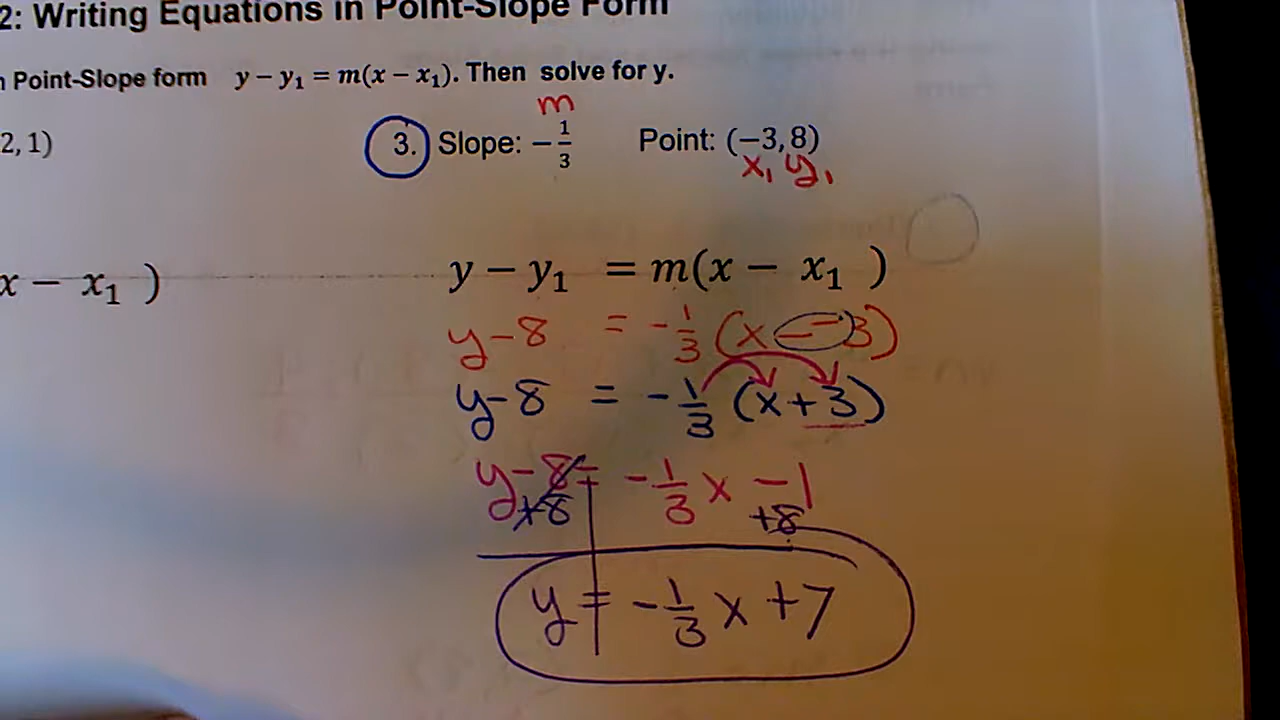 2: Writing Equations in Point-Slope Form
n Point-Slope form y − y₁ = m(x − x₁). Then solve for y.
m
2, 1)
3. Slope: −1/3 Point: (−3, 8)
x₁ y₁
x − x₁ )
y − y₁ = m(x − x₁ )
y-8 = -1/3 (x - -3)
y-8 = -1/3 (x+3)
y-8 = -1/3 x -1
+8 +8
y = -1/3 x +7